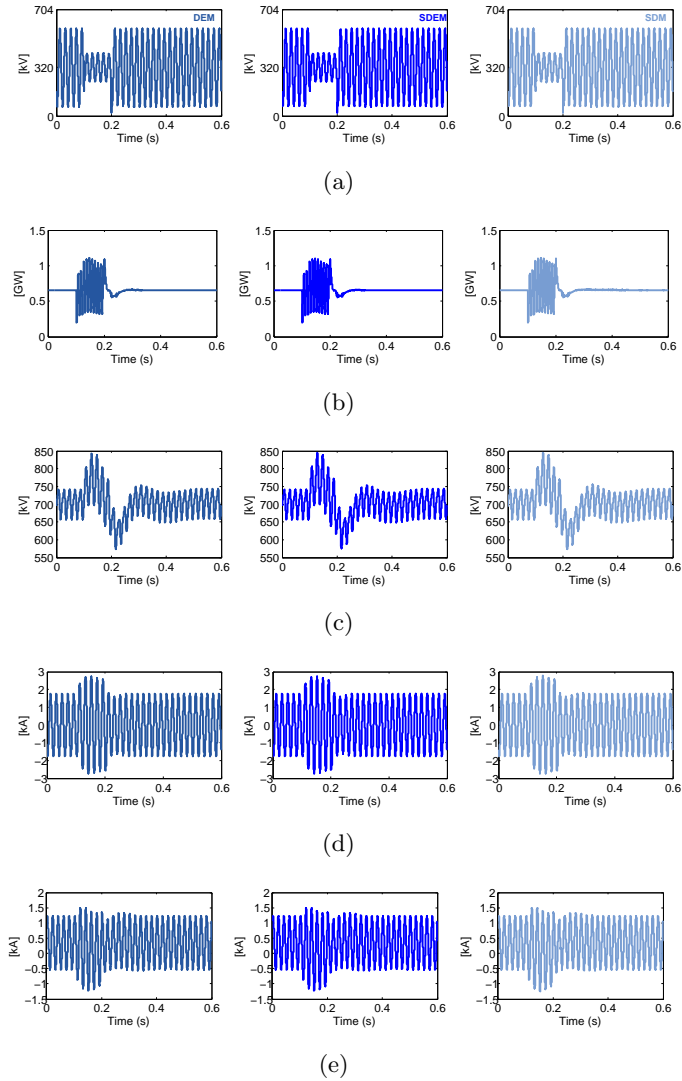 704 DEM SDEM SDM
[kV] 320 0
0 0.2 0.4 0.6
Time (s)
704
[kV] 320 0
0 0.2 0.4 0.6
Time (s)
704
[kV] 320 0
0 0.2 0.4 0.6
Time (s)
(a)
1.5 1 0.5 0
[GW]
0 0.2 0.4 0.6
Time (s)
1.5 1 0.5 0
[GW]
0 0.2 0.4 0.6
Time (s)
1.5 1 0.5 0
[GW]
0 0.2 0.4 0.6
Time (s)
(b)
850 800 750 700 650 600 550
[kV]
0 0.2 0.4 0.6
Time (s)
850 800 750 700 650 600 550
[kV]
0 0.2 0.4 0.6
Time (s)
850 800 750 700 650 600 550
[kV]
0 0.2 0.4 0.6
Time (s)
(c)
3 2 1 0 −1 −2 −3
[kA]
0 0.2 0.4 0.6
Time (s)
3 2 1 0 −1 −2 −3
[kA]
0 0.2 0.4 0.6
Time (s)
3 2 1 0 −1 −2 −3
[kA]
0 0.2 0.4 0.6
Time (s)
(d)
2 1.5 1 0.5 0 −0.5 −1 −1.5
[kA]
0 0.2 0.4 0.6
Time (s)
2 1.5 1 0.5 0 −0.5 −1 −1.5
[kA]
0 0.2 0.4 0.6
Time (s)
2 1.5 1 0.5 0 −0.5 −1 −1.5
[kA]
0 0.2 0.4 0.6
Time (s)
(e)